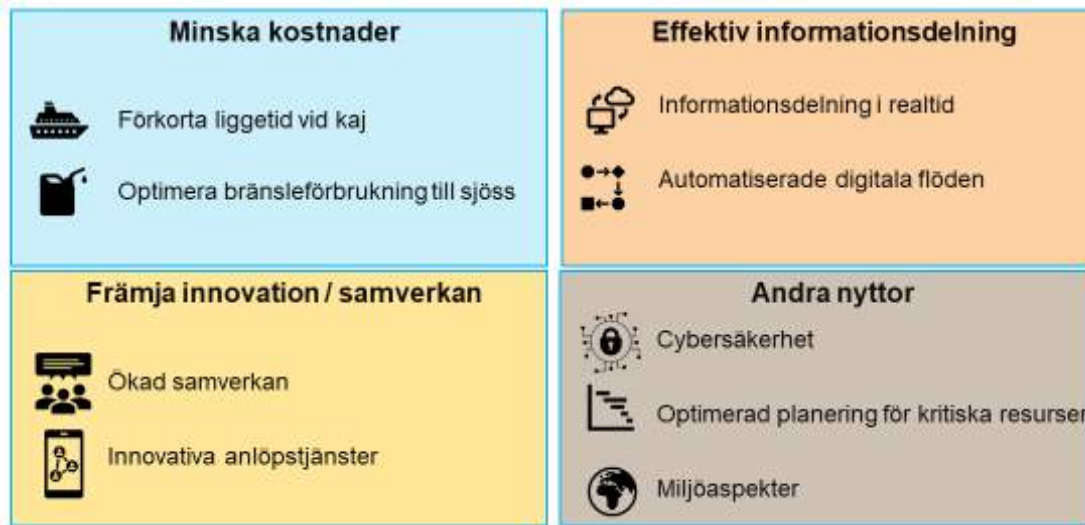 Minska kostnader
Förkorta liggetid vid kaj
Optimera bränsleförbrukning till sjöss
Effektiv informationsdelning
Informationsdelning i realtid
Automatiserade digitala flöden
Främja innovation / samverkan
Ökad samverkan
Innovativa anlöpstjänster
Andra nyttor
Cybersäkerhet
Optimerad planering för kritiska resurser
Miljöaspekter